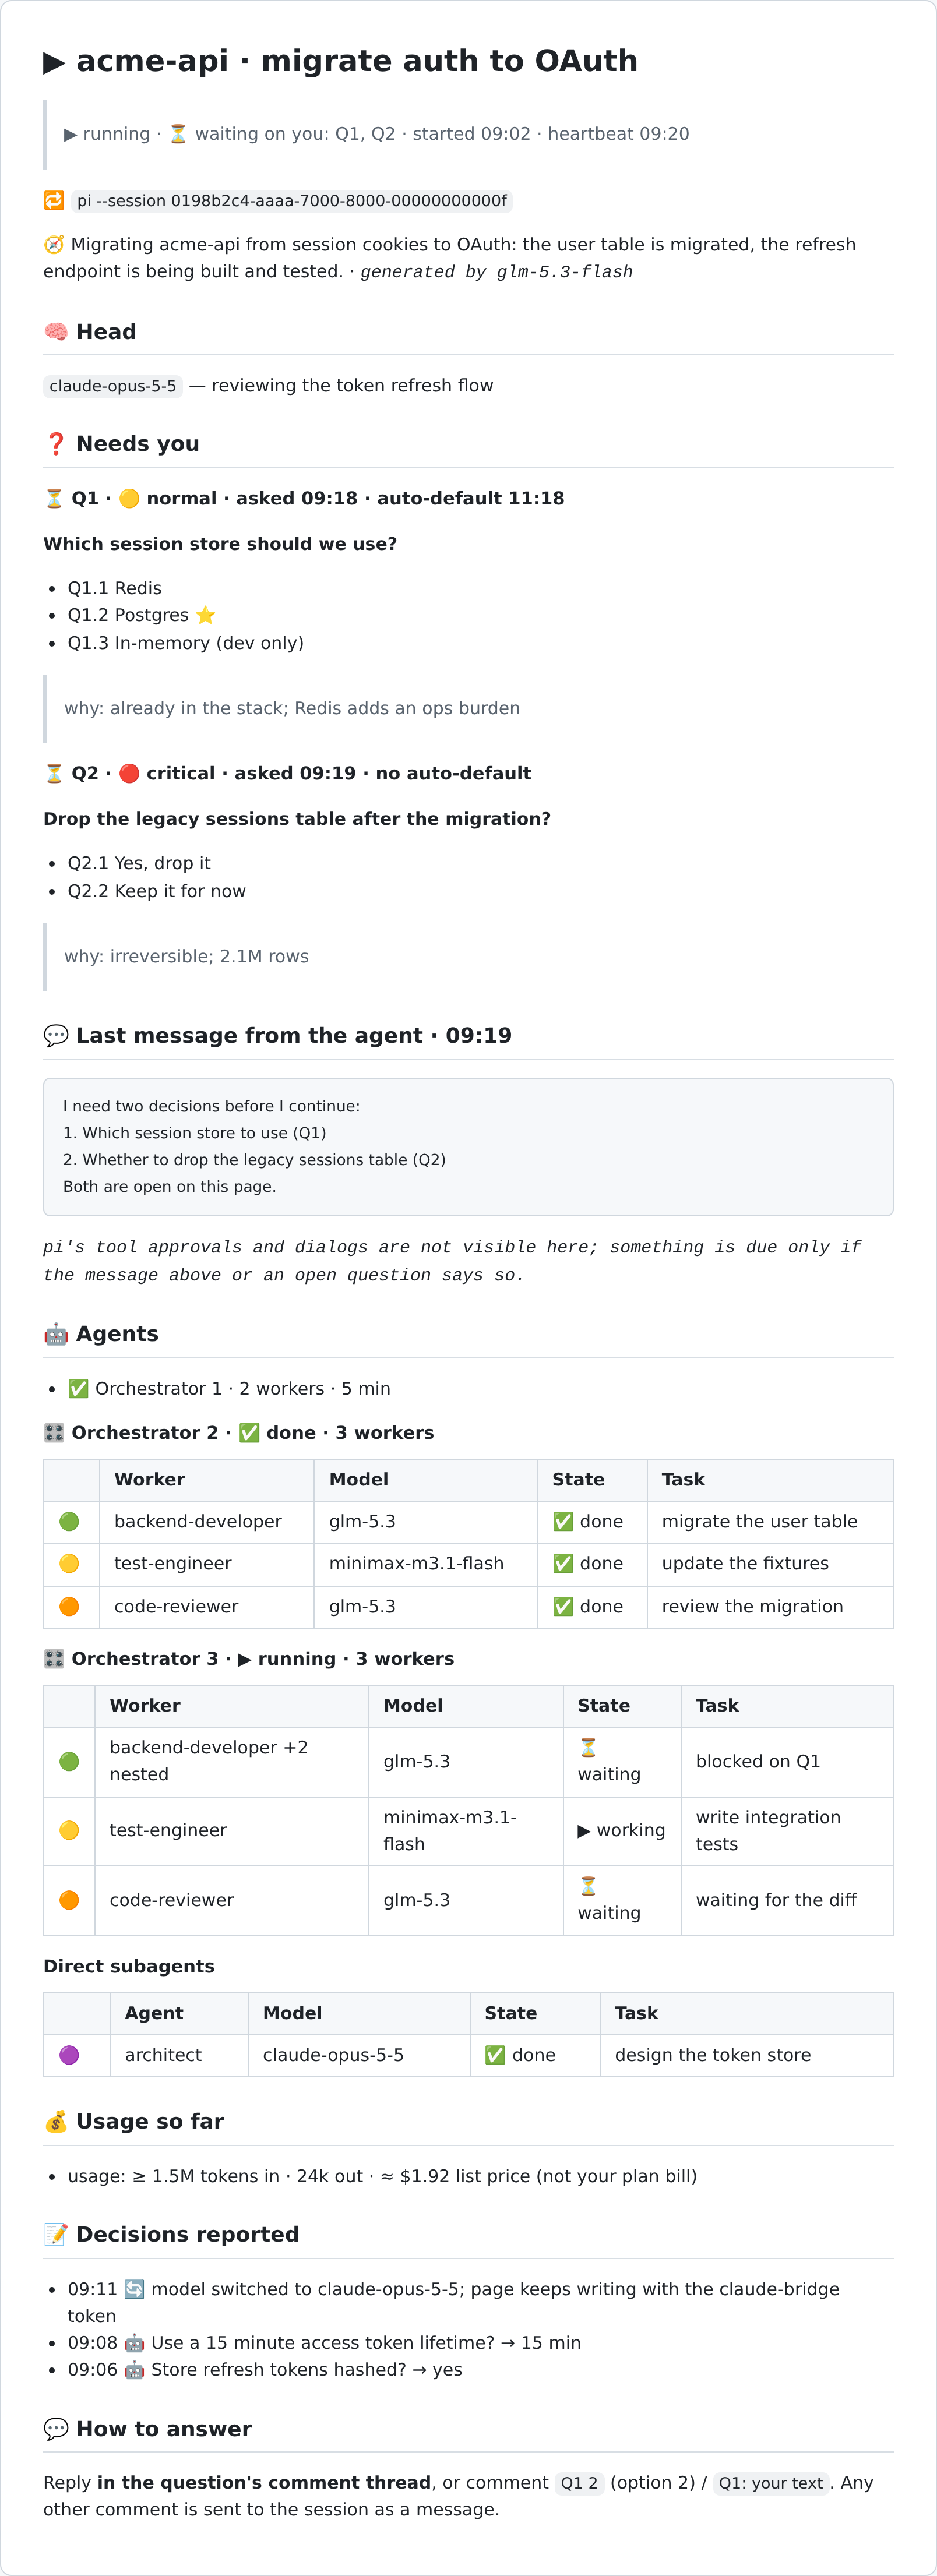 ▶ acme-api · migrate auth to OAuth
▶ running · ⏳ waiting on you: Q1, Q2 · started 09:02 · heartbeat 09:20
🔁 pi --session 0198b2c4-aaaa-7000-8000-00000000000f
🧭 Migrating acme-api from session cookies to OAuth: the user table is migrated, the refresh
endpoint is being built and tested. · generated by glm-5.3-flash
🧠 Head
claude-opus-5-5 — reviewing the token refresh flow
❓ Needs you
⏳ Q1 · 🟡 normal · asked 09:18 · auto-default 11:18
Which session store should we use?
• Q1.1 Redis
• Q1.2 Postgres ⭐
• Q1.3 In-memory (dev only)
why: already in the stack; Redis adds an ops burden
⏳ Q2 · 🔴 critical · asked 09:19 · no auto-default
Drop the legacy sessions table after the migration?
• Q2.1 Yes, drop it
• Q2.2 Keep it for now
why: irreversible; 2.1M rows
💬 Last message from the agent · 09:19
I need two decisions before I continue:
1. Which session store to use (Q1)
2. Whether to drop the legacy sessions table (Q2)
Both are open on this page.
pi's tool approvals and dialogs are not visible here; something is due only if
the message above or an open question says so.
🤖 Agents
• ✅ Orchestrator 1 · 2 workers · 5 min
🎛️ Orchestrator 2 · ✅ done · 3 workers
Worker Model State Task
🟢 backend-developer glm-5.3 ✅ done migrate the user table
🟡 test-engineer minimax-m3.1-flash ✅ done update the fixtures
🟠 code-reviewer glm-5.3 ✅ done review the migration
🎛️ Orchestrator 3 · ▶ running · 3 workers
Worker Model State Task
🟢 backend-developer +2
nested glm-5.3 ⏳
waiting blocked on Q1
🟡 test-engineer minimax-m3.1-
flash ▶ working write integration
tests
🟠 code-reviewer glm-5.3 ⏳
waiting waiting for the diff
Direct subagents
Agent Model State Task
🟣 architect claude-opus-5-5 ✅ done design the token store
💰 Usage so far
• usage: ≥ 1.5M tokens in · 24k out · ≈ $1.92 list price (not your plan bill)
📝 Decisions reported
• 09:11 🔄 model switched to claude-opus-5-5; page keeps writing with the claude-bridge
token
• 09:08 🤖 Use a 15 minute access token lifetime? → 15 min
• 09:06 🤖 Store refresh tokens hashed? → yes
💬 How to answer
Reply in the question's comment thread, or comment Q1 2 (option 2) / Q1: your text. Any
other comment is sent to the session as a message.